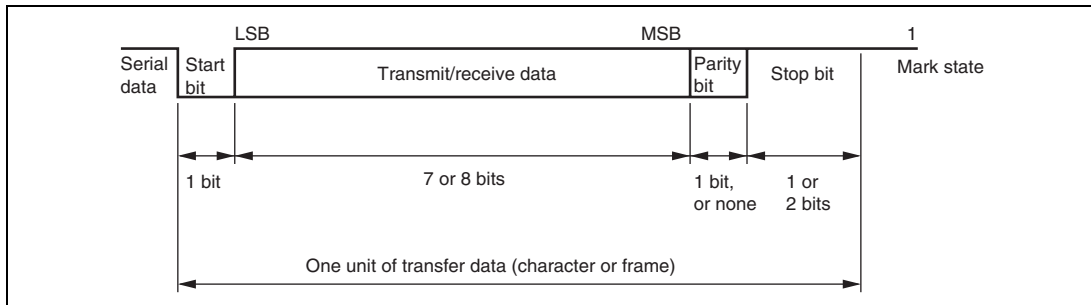 LSB
MSB
1
Serial
data
Start
bit
Transmit/receive data
Parity
bit
Stop bit
Mark state
1 bit
7 or 8 bits
1 bit,
or none
1 or
2 bits
One unit of transfer data (character or frame)